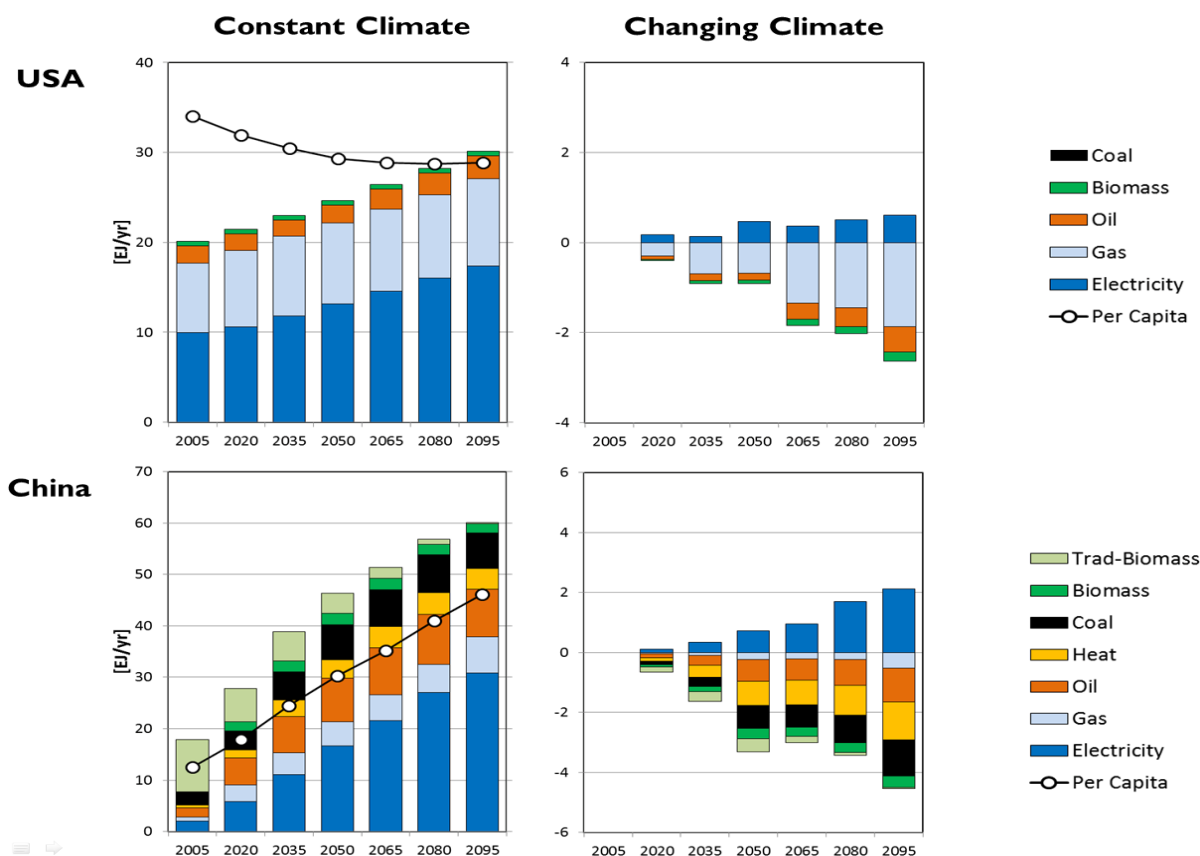 Constant Climate
Changing Climate
USA
[EJ/yr]
40
30
20
10
0
2005 2020 2035 2050 2065 2080 2095
4
2
0
-2
-4
2005 2020 2035 2050 2065 2080 2095
Coal
Biomass
Oil
Gas
Electricity
Per Capita
China
[EJ/yr]
70
60
50
40
30
20
10
0
2005 2020 2035 2050 2065 2080 2095
6
4
2
0
-2
-4
-6
2005 2020 2035 2050 2065 2080 2095
Trad-Biomass
Biomass
Coal
Heat
Oil
Gas
Electricity
Per Capita